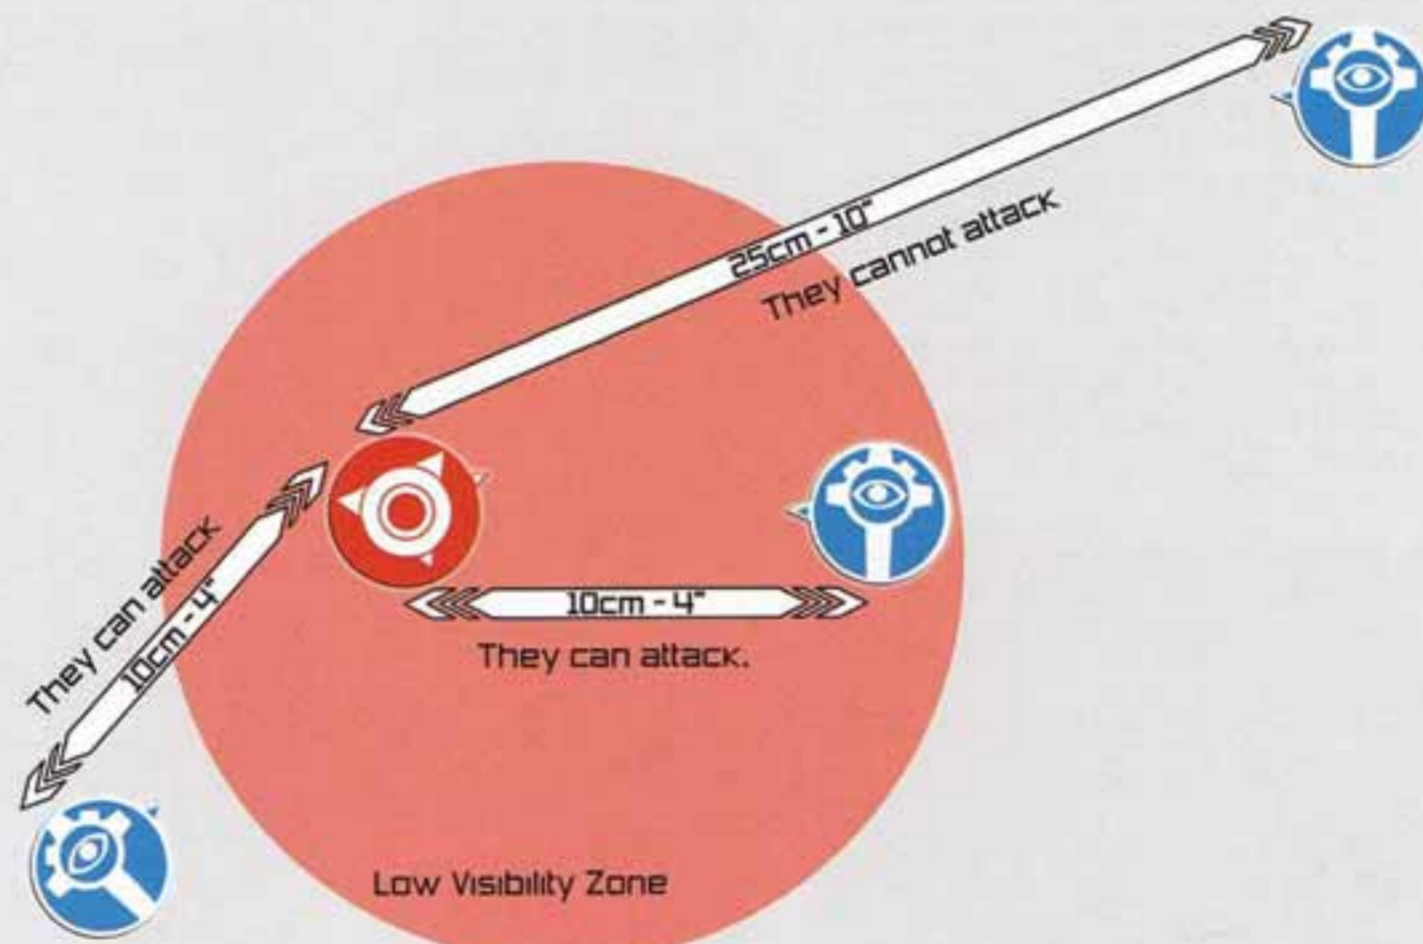 25cm - 10"
They cannot attack
They can attack
10cm - 4"
10cm - 4"
They can attack.
Low Visibility Zone